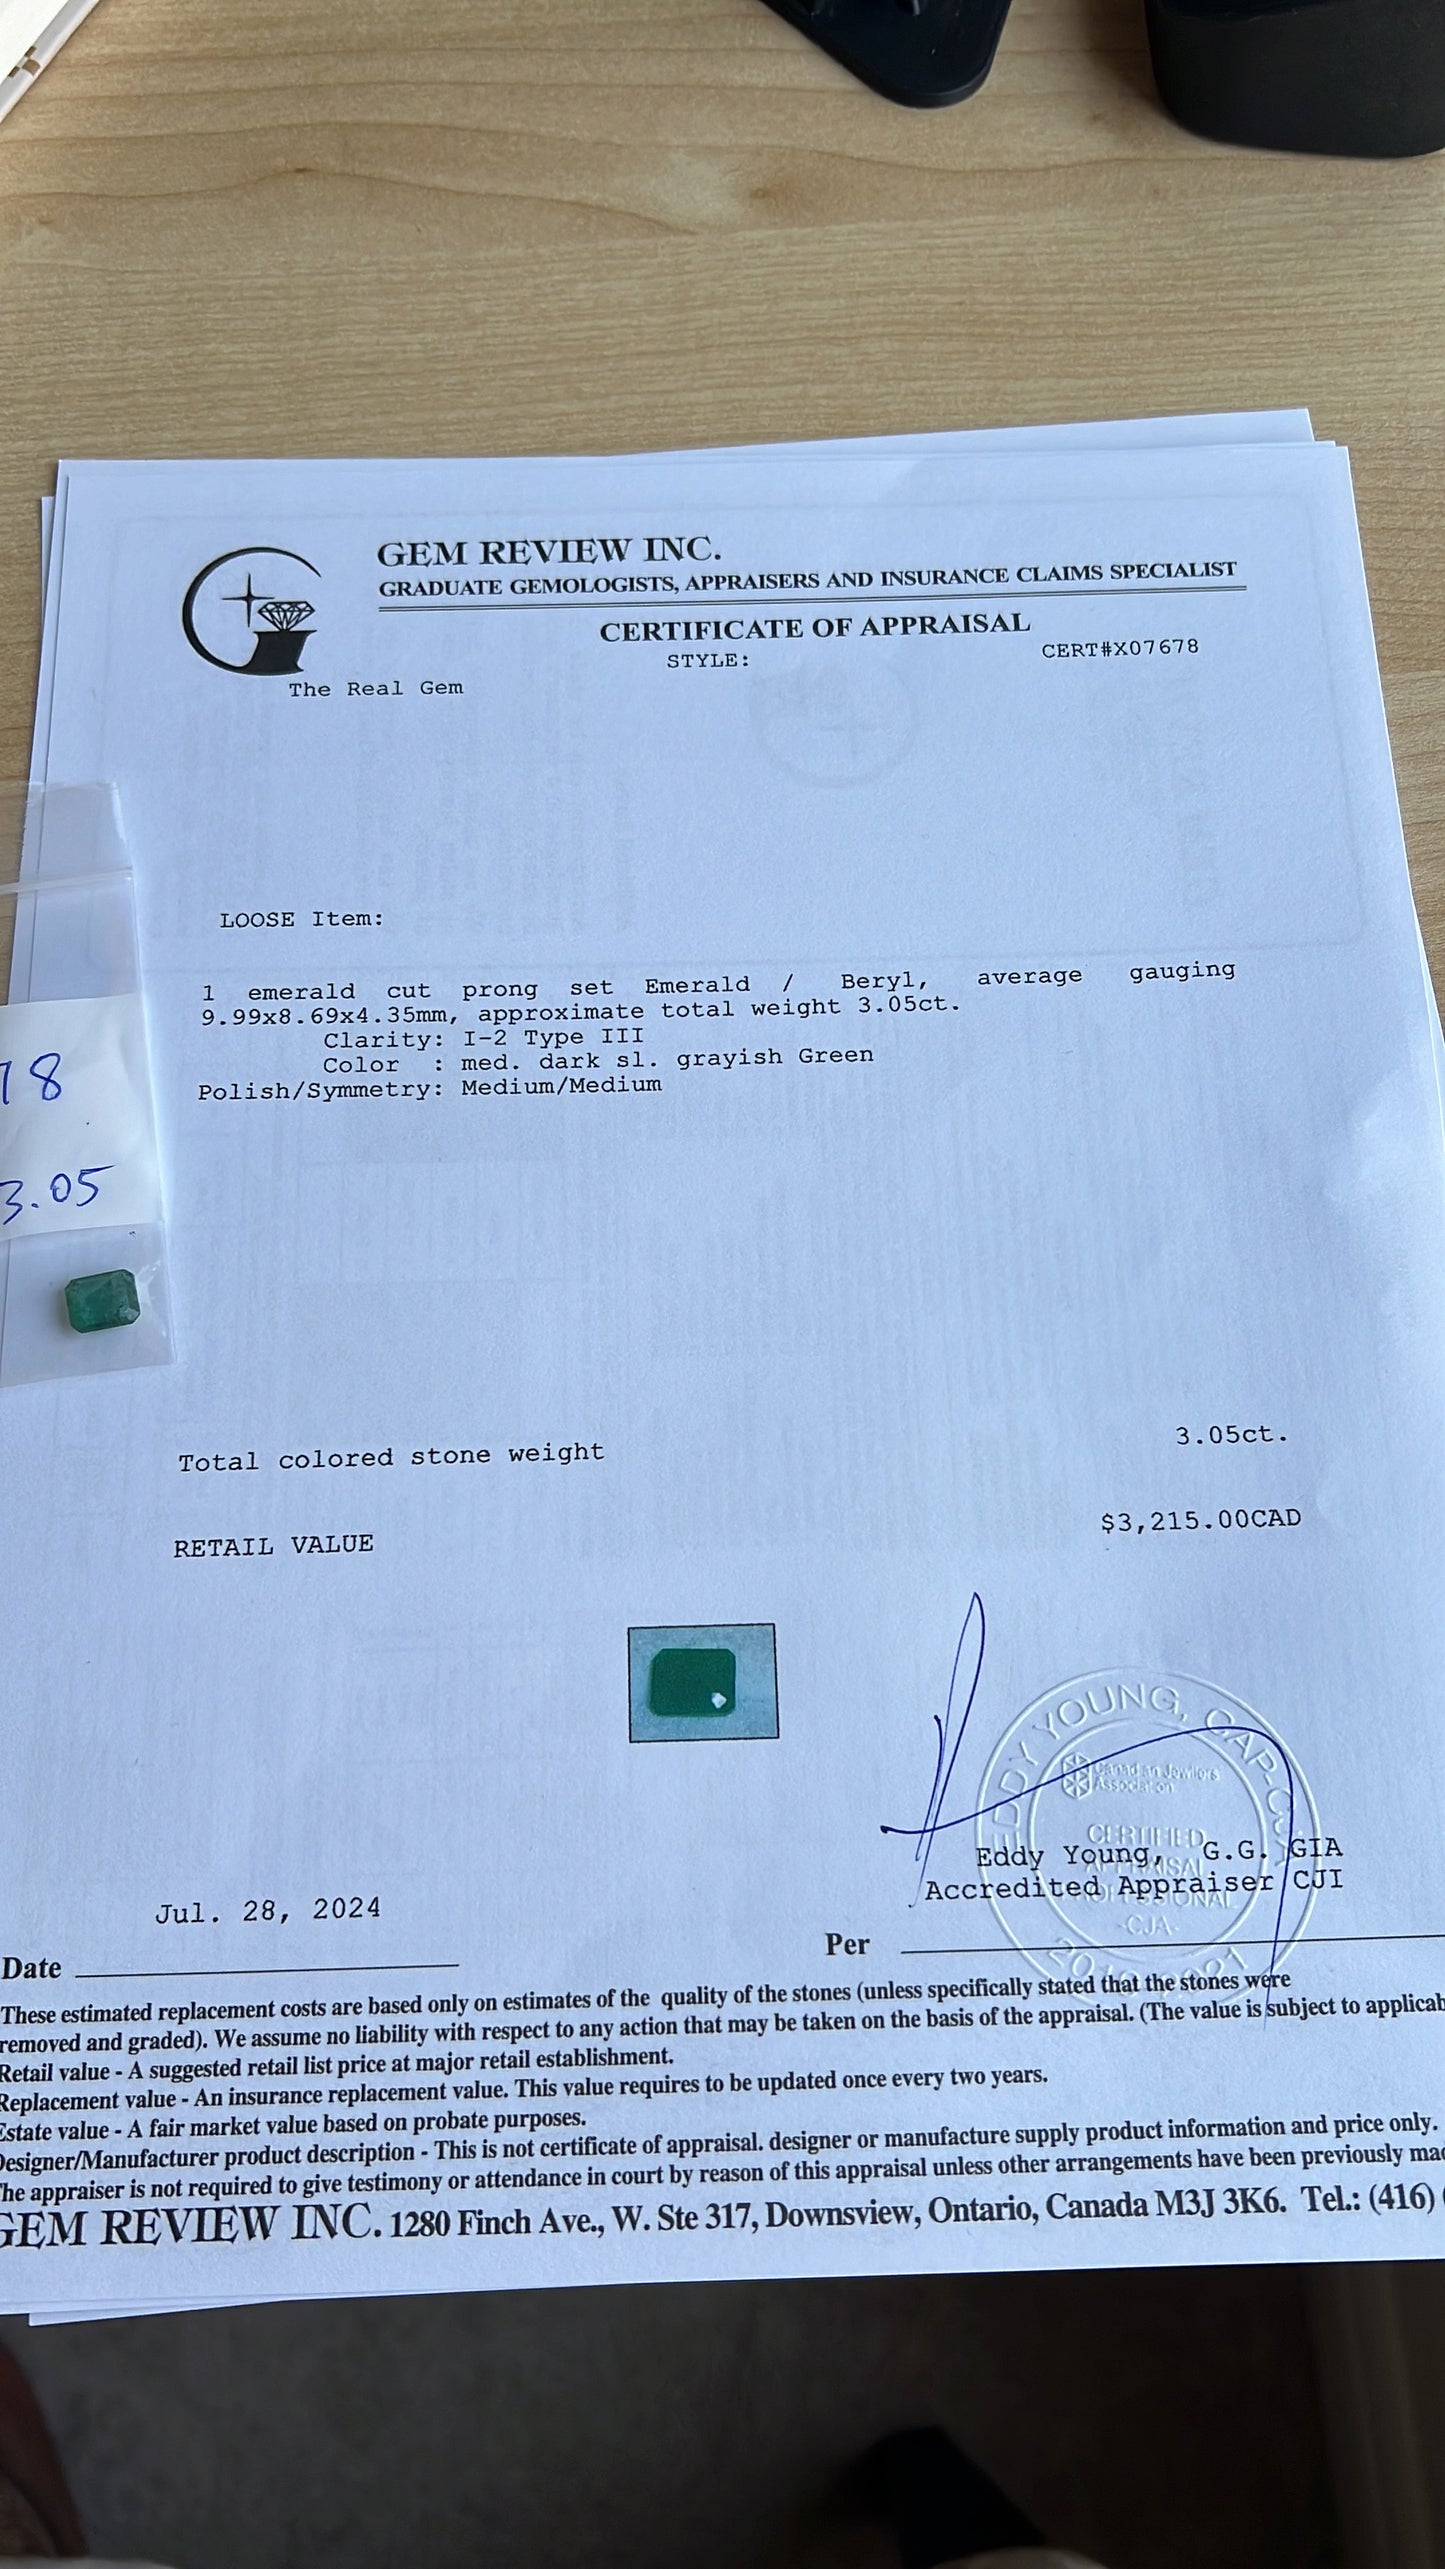 GEM REVIEW INC.
GRADUATE GEMOLOGISTS, APPRAISERS AND INSURANCE CLAIMS SPECIALIST
CERTIFICATE OF APPRAISAL
STYLE:
CERT#X07678
The Real Gem
LOOSE Item:
1 emerald cut prong set Emerald / Beryl, average gauging
9.99x8.69x4.35mm, approximate total weight 3.05ct.
Clarity: I-2 Type III
Color : med. dark sl. grayish Green
Polish/Symmetry: Medium/Medium
78
3.05
Total colored stone weight 3.05ct.
RETAIL VALUE $3,215.00CAD
EDDY YOUNG, CAP-CJA
Canadian Jewellers
Association
CERTIFIED
APPRAISAL
PROFESSIONAL
-CJA-
Eddy Young, G.G. GIA
Accredited Appraiser CJI
Jul. 28, 2024
Date
Per
These estimated replacement costs are based only on estimates of the quality of the stones (unless specifically stated that the stones were
removed and graded). We assume no liability with respect to any action that may be taken on the basis of the appraisal. (The value is subject to applicab
Retail value - A suggested retail list price at major retail establishment.
Replacement value - An insurance replacement value. This value requires to be updated once every two years.
Estate value - A fair market value based on probate purposes.
Designer/Manufacturer product description - This is not certificate of appraisal. designer or manufacture supply product information and price only.
The appraiser is not required to give testimony or attendance in court by reason of this appraisal unless other arrangements have been previously mad
GEM REVIEW INC. 1280 Finch Ave., W. Ste 317, Downsview, Ontario, Canada M3J 3K6. Tel.: (416)